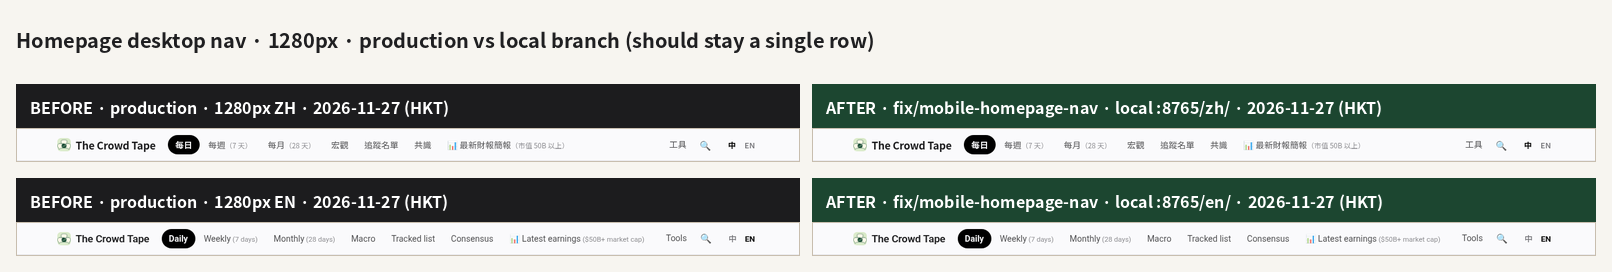 Homepage desktop nav · 1280px · production vs local branch (should stay a single row)
BEFORE · production · 1280px ZH · 2026-11-27 (HKT)
The Crowd Tape 每日 每週 (7 天) 每月 (28 天) 宏觀 追蹤名單 共識 📊 最新財報簡報 (市值 50B 以上) 工具 🔍 中 EN
AFTER · fix/mobile-homepage-nav · local:8765/zh/ · 2026-11-27 (HKT)
The Crowd Tape 每日 每週 (7 天) 每月 (28 天) 宏觀 追蹤名單 共識 📊 最新財報簡報 (市值 50B 以上) 工具 🔍 中 EN
BEFORE · production · 1280px EN · 2026-11-27 (HKT)
The Crowd Tape Daily Weekly (7 days) Monthly (28 days) Macro Tracked list Consensus 📊 Latest earnings ($50B+ market cap) Tools 🔍 中 EN
AFTER · fix/mobile-homepage-nav · local:8765/en/ · 2026-11-27 (HKT)
The Crowd Tape Daily Weekly (7 days) Monthly (28 days) Macro Tracked list Consensus 📊 Latest earnings ($50B+ market cap) Tools 🔍 中 EN